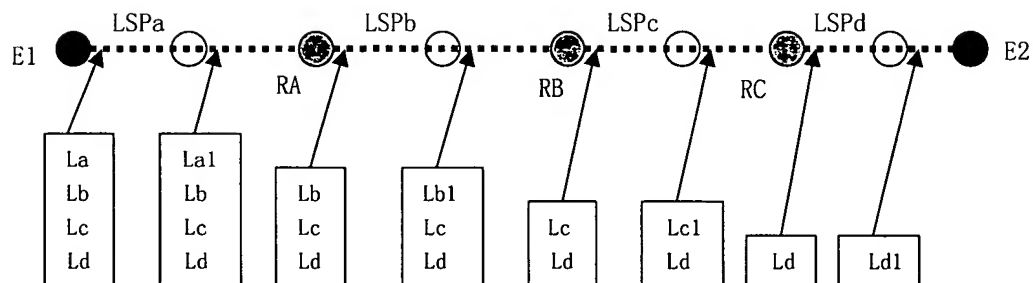 LSPa LSPb LSPc LSPd
E1 E2
RA RB RC
La La1
Lb Lb Lb Lb1
Lc Lc Lc Lc Lc Lc1
Ld Ld Ld Ld Ld Ld Ld Ld1